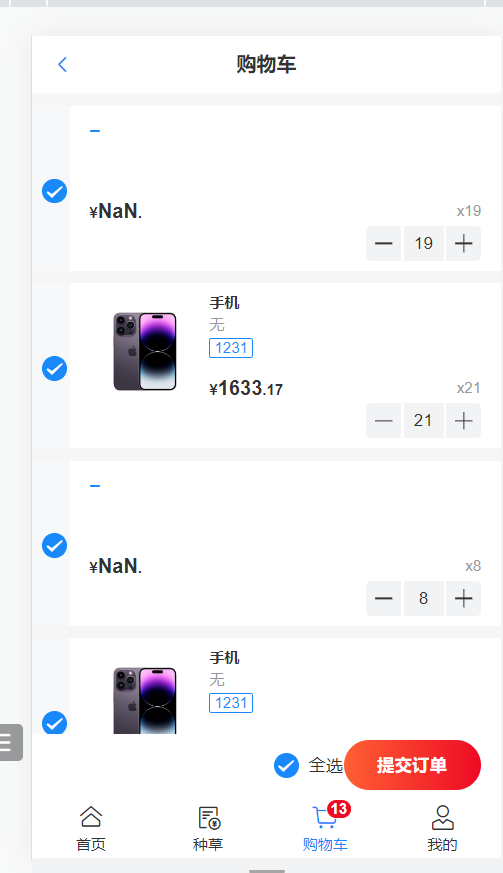 购物车
¥NaN.
x19
19
手机
无
1231
¥1633.17
x21
21
¥NaN.
x8
8
手机
无
1231
全选
提交订单
13
首页
种草
购物车
我的